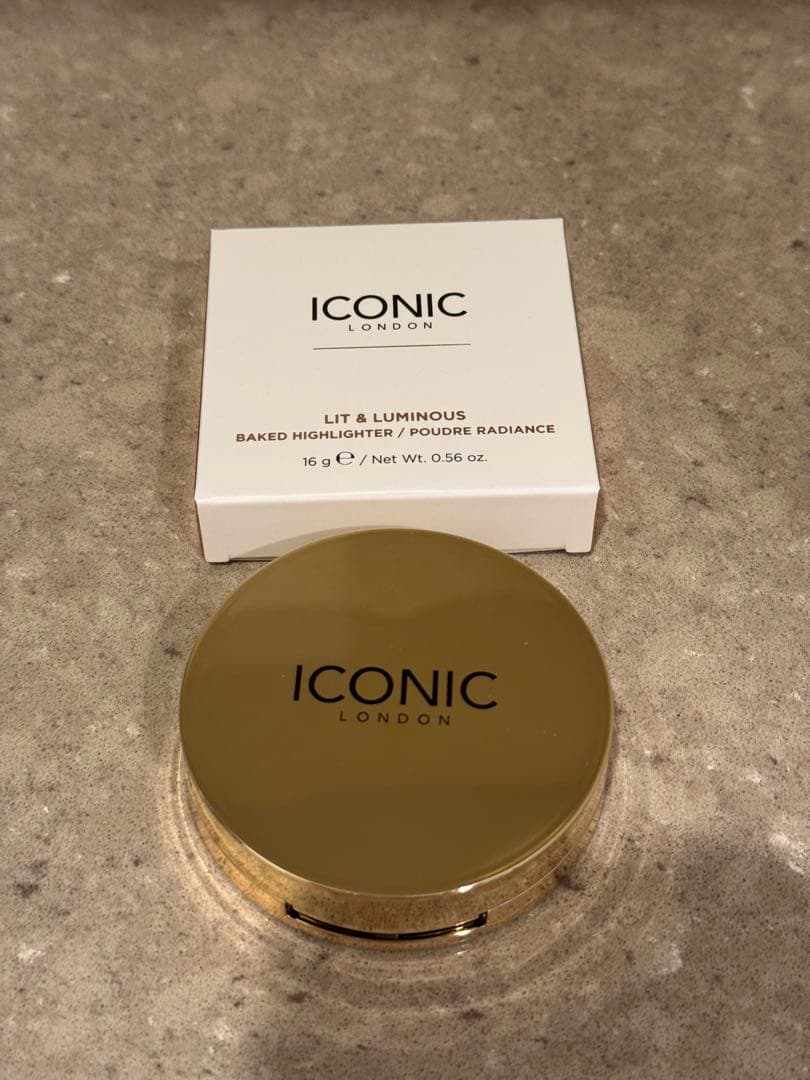 ICONIC
LONDON
LIT & LUMINOUS
BAKED HIGHLIGHTER / POUDRE RADIANCE
16 g ℮ / Net Wt. 0.56 oz.
ICONIC
LONDON